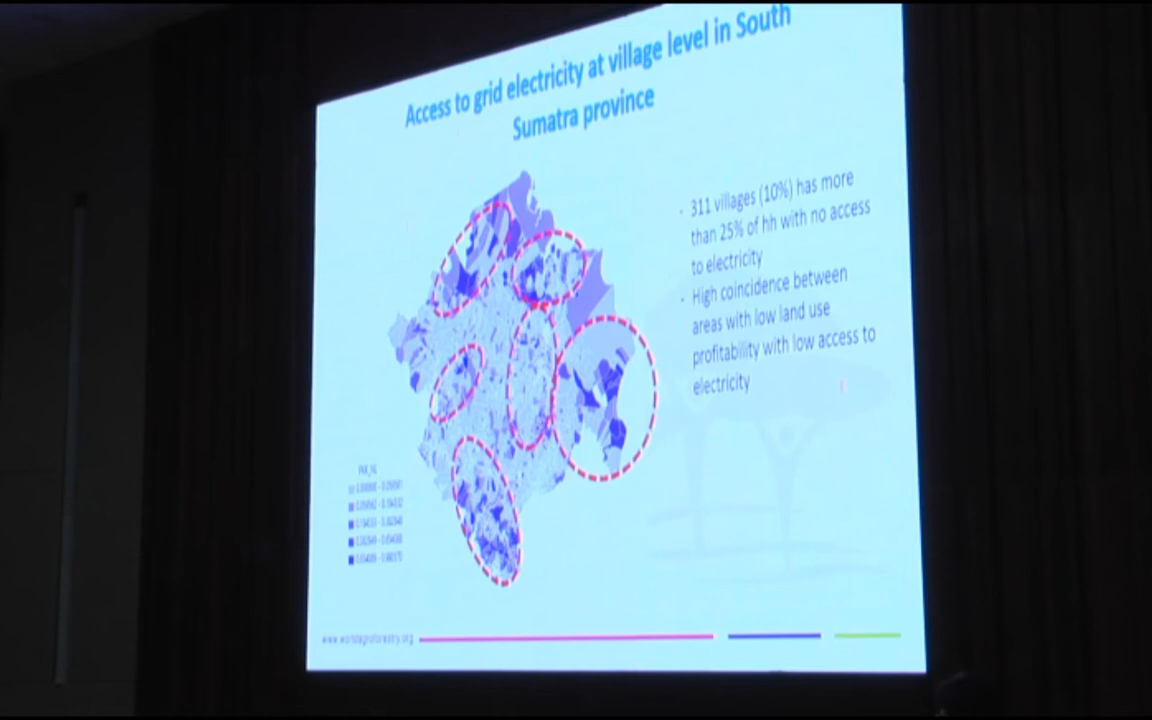 Access to grid electricity at village level in South
Sumatra province
311 villages (10%) has more
than 25% of hh with no access
to electricity
High coincidence between
areas with low land use
profitability with low access to
electricity
www.worldagroforestry.org